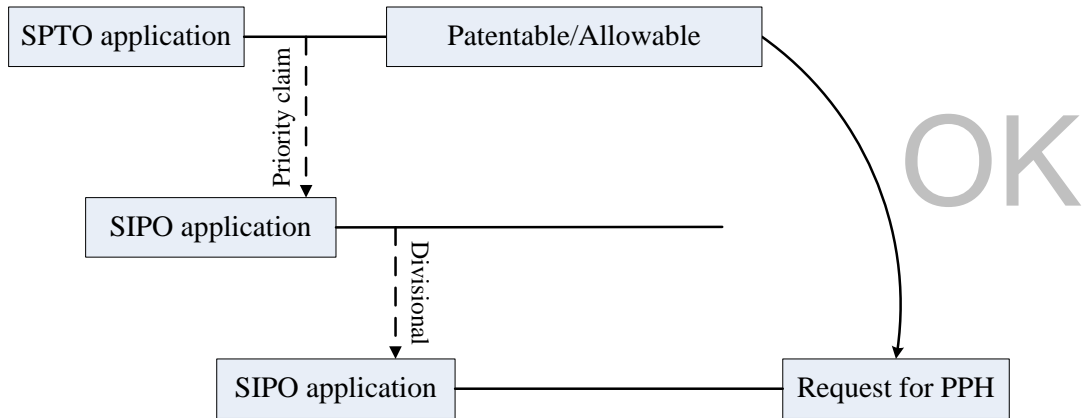 SPTO application
Patentable/Allowable
Priority claim
OK
SIPO application
Divisional
SIPO application
Request for PPH